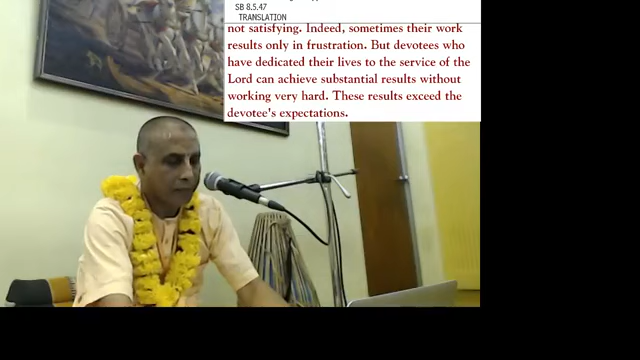 SB 8.5.47
TRANSLATION
not satisfying. Indeed, sometimes their work
results only in frustration. But devotees who
have dedicated their lives to the service of the
Lord can achieve substantial results without
working very hard. These results exceed the
devotee's expectations.